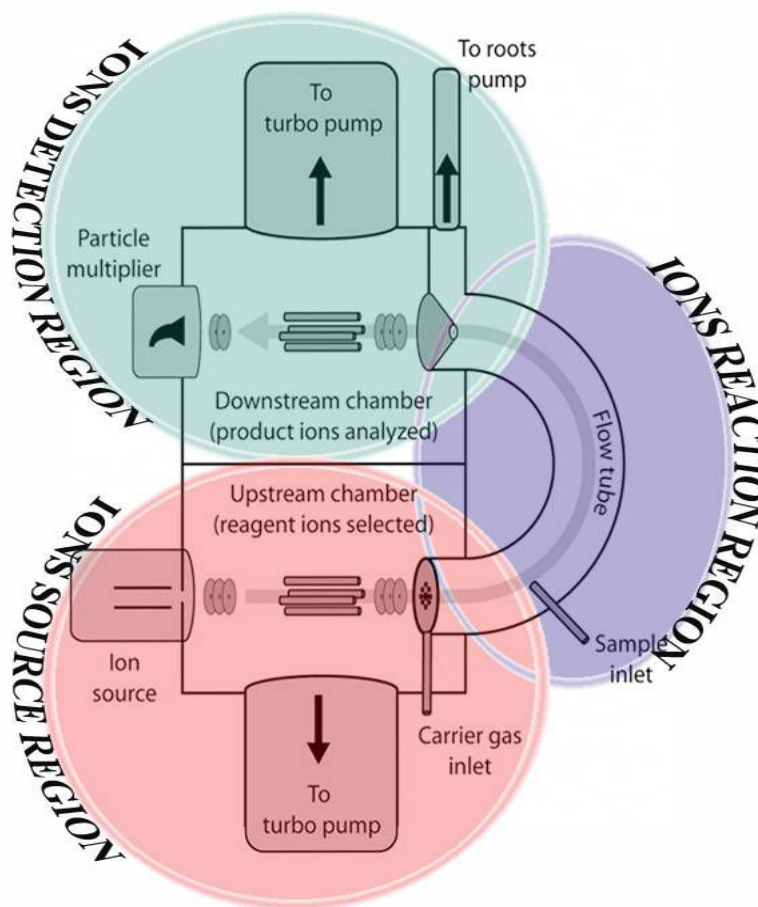 IONS DETECTION REGION
To
turbo pump
To roots
pump
Particle
multiplier
Downstream chamber
(product ions analyzed)
IONS REACTION REGION
Flow tube
Upstream chamber
(reagent ions selected)
IONS SOURCE REGION
Ion
source
Sample
inlet
Carrier gas
inlet
To
turbo pump